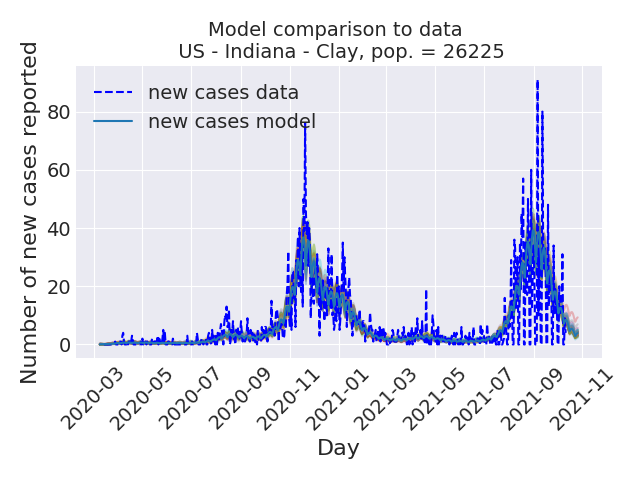 Model comparison to data
US - Indiana - Clay, pop. = 26225
Number of new cases reported
new cases data
new cases model
80
60
40
20
0
2020-03
2020-05
2020-07
2020-09
2020-11
2021-01
2021-03
2021-05
2021-07
2021-09
2021-11
Day